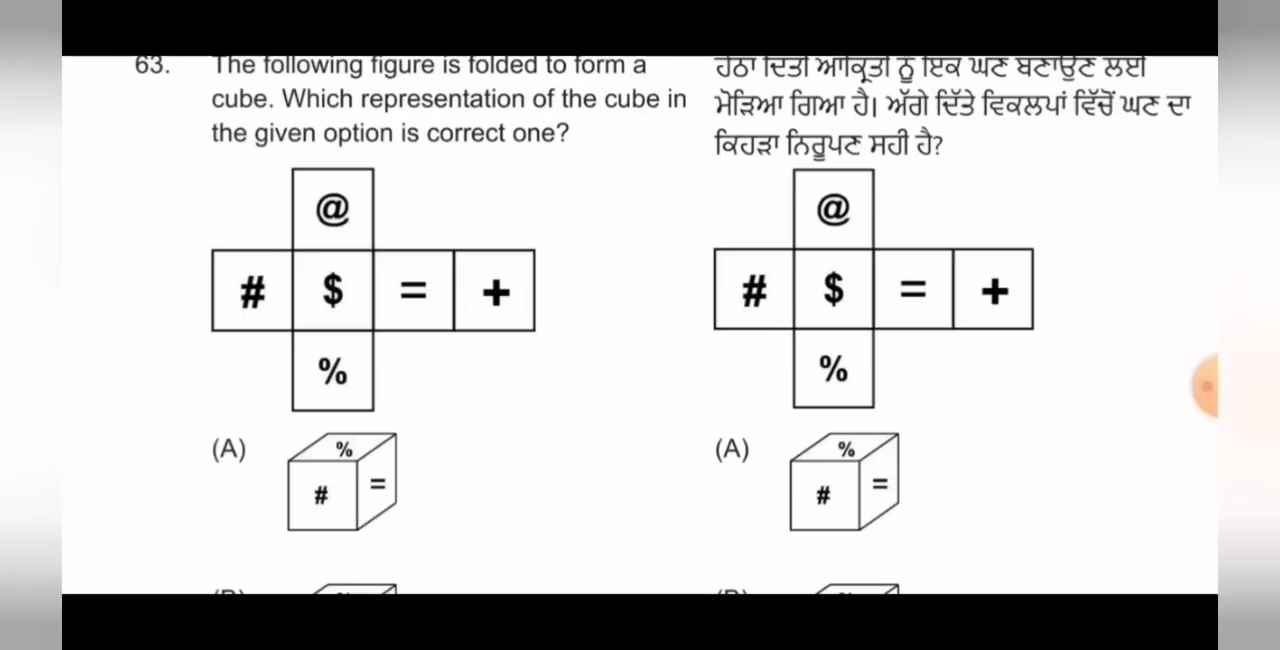 63. The following figure is folded to form a
cube. Which representation of the cube in
the given option is correct one?
@
# $ = +
%
(A) % # =
ਹੇਠਾਂ ਦਿੱਤੀ ਆਕ੍ਰਿਤੀ ਨੂੰ ਇਕ ਘਣ ਬਣਾਉਣ ਲਈ
ਮੋੜਿਆ ਗਿਆ ਹੈ। ਅੱਗੇ ਦਿੱਤੇ ਵਿਕਲਪਾਂ ਵਿੱਚੋਂ ਘਣ ਦਾ
ਕਿਹੜਾ ਨਿਰੂਪਣ ਸਹੀ ਹੈ?
@
# $ = +
%
(A) % # =